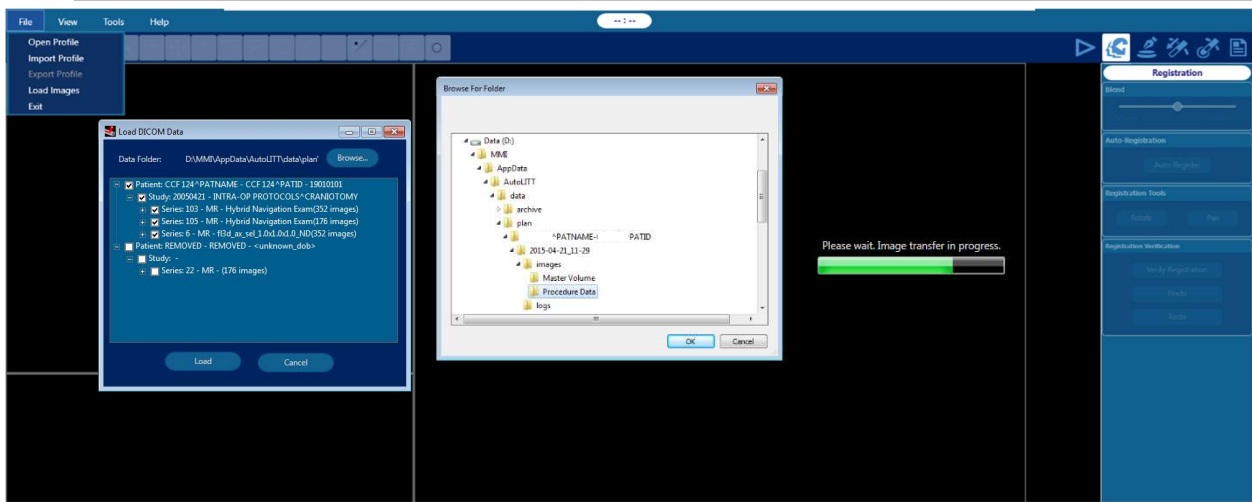 File View Tools Help
-- : --
Open Profile
Import Profile
Export Profile
Load Images
Exit
Load DICOM Data
Data Folder: D:\MMI\AppData\AutoLITT\data\plan\ Browse...
Patient: CCF 124^PATNAME - CCF 124^PATID - 19010101
Study: 20050421 - INTRA-OP PROTOCOLS^CRANIOTOMY
Series: 103 - MR - Hybrid Navigation Exam(352 images)
Series: 105 - MR - Hybrid Navigation Exam(176 images)
Series: 6 - MR - fl3d_ax_sel_1.0x1.0x1.0_ND(352 images)
Patient: REMOVED - REMOVED - <unknown_dob>
Study: -
Series: 22 - MR - (176 images)
Load Cancel
Browse For Folder
Data (D:)
MMI
AppData
AutoLITT
data
archive
plan
^PATNAME- PATID
2015-04-21_11-29
images
Master Volume
Procedure Data
logs
OK Cancel
Please wait. Image transfer in progress.
Registration
Blend
Auto-Registration
Auto-Register
Registration Tools
Rotate Pan
Registration Verification
Verify Registration
Undo